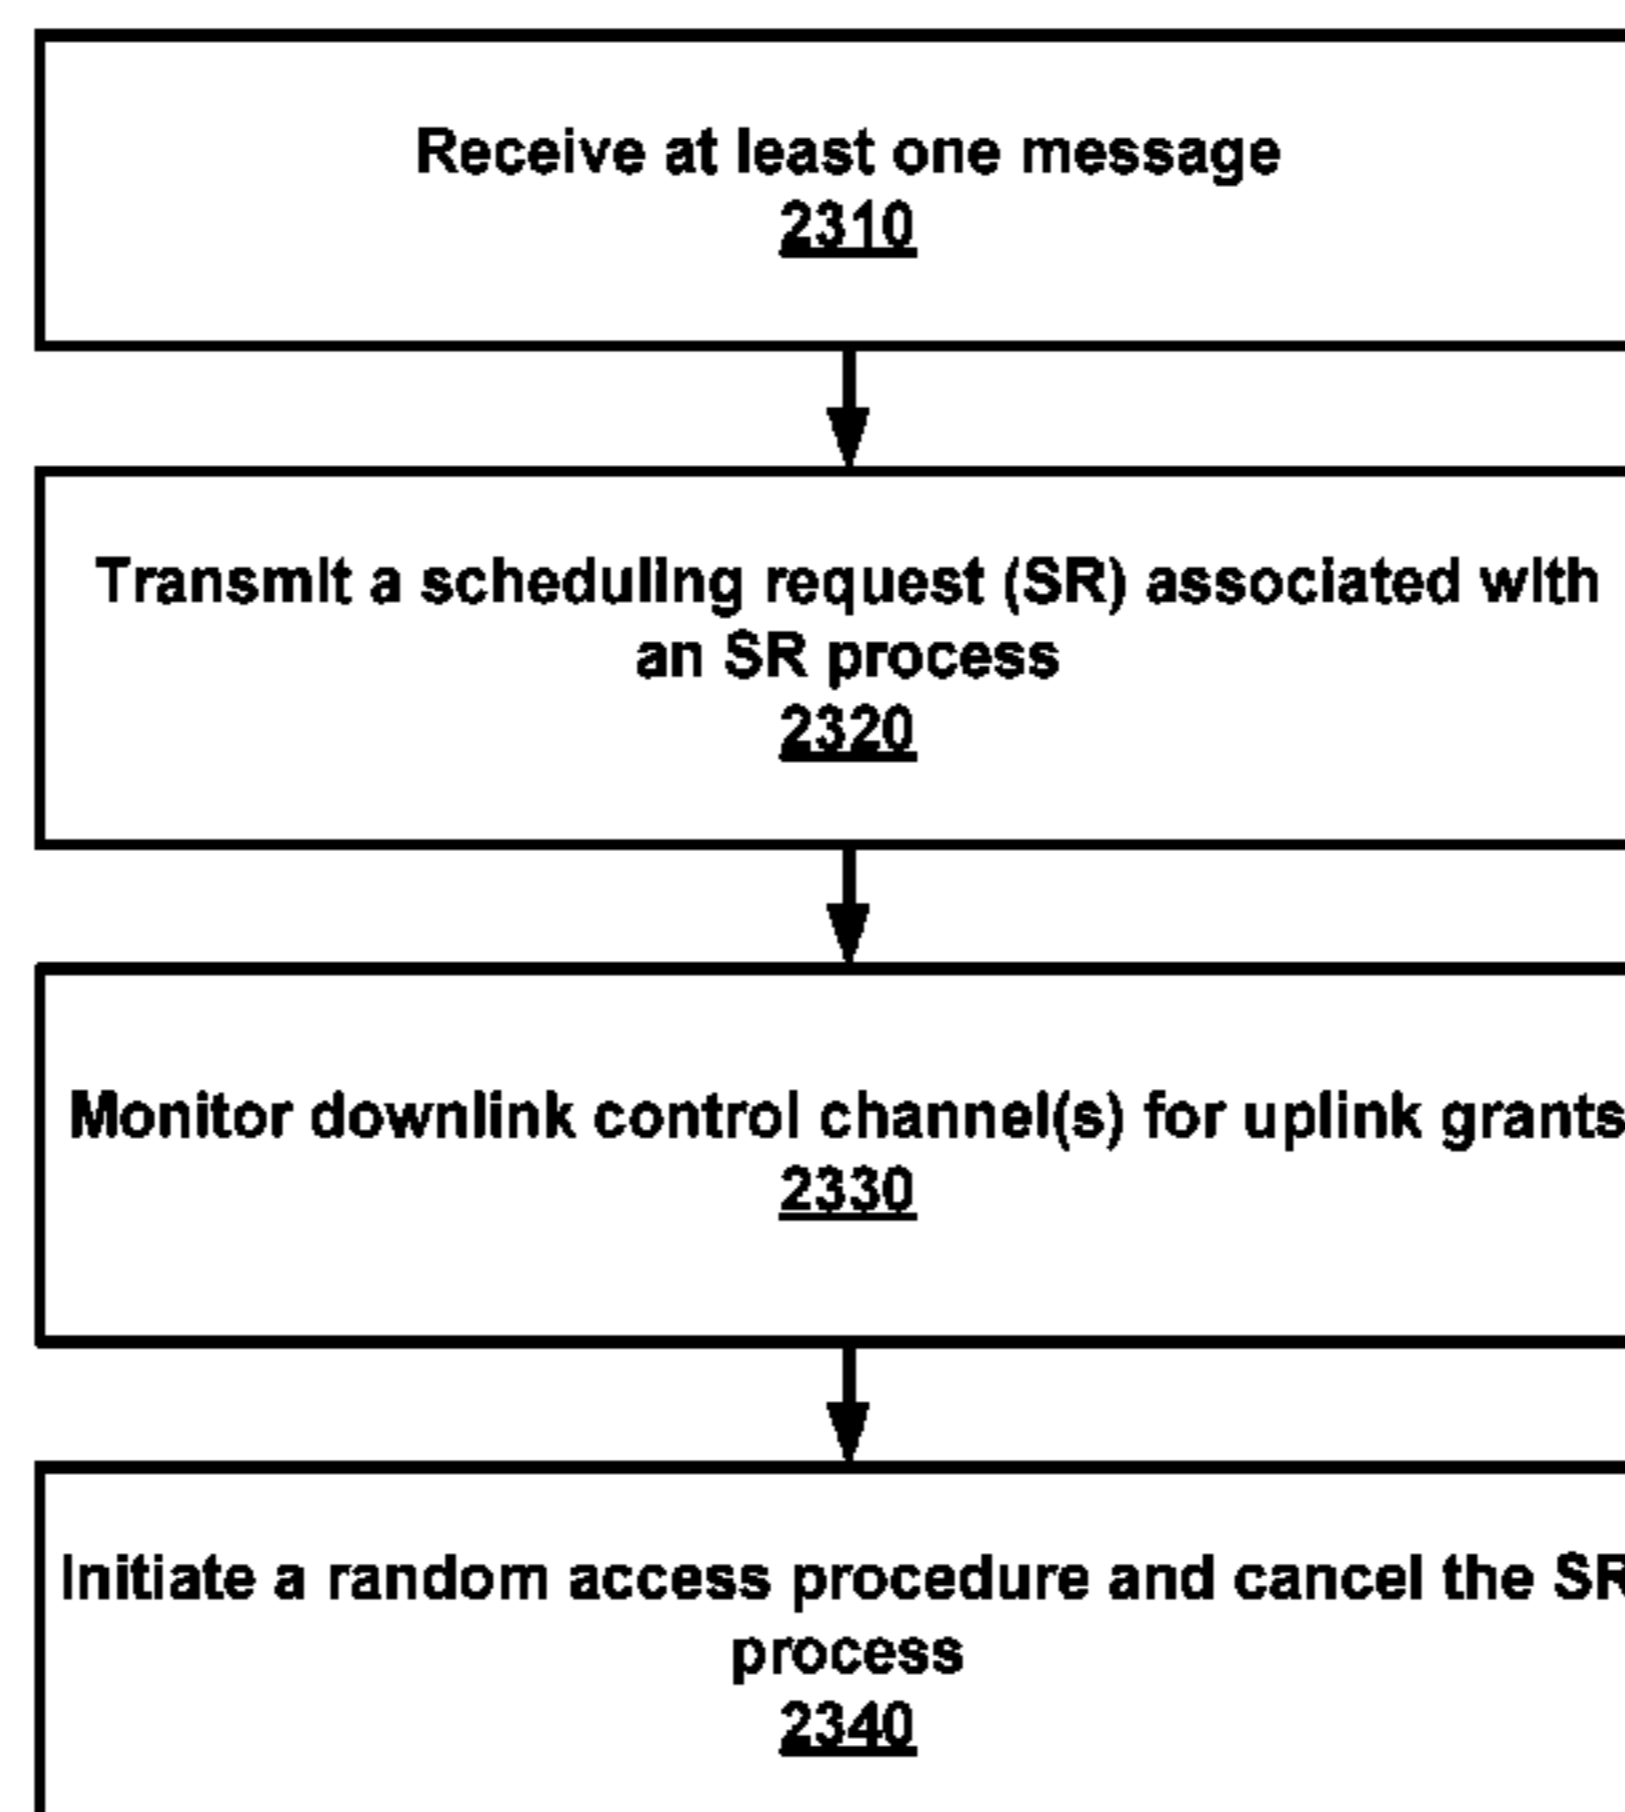 Receive at least one message
2310
Transmit a scheduling request (SR) associated with
an SR process
2320
Monitor downlink control channel(s) for uplink grants
2330
Initiate a random access procedure and cancel the SR
process
2340